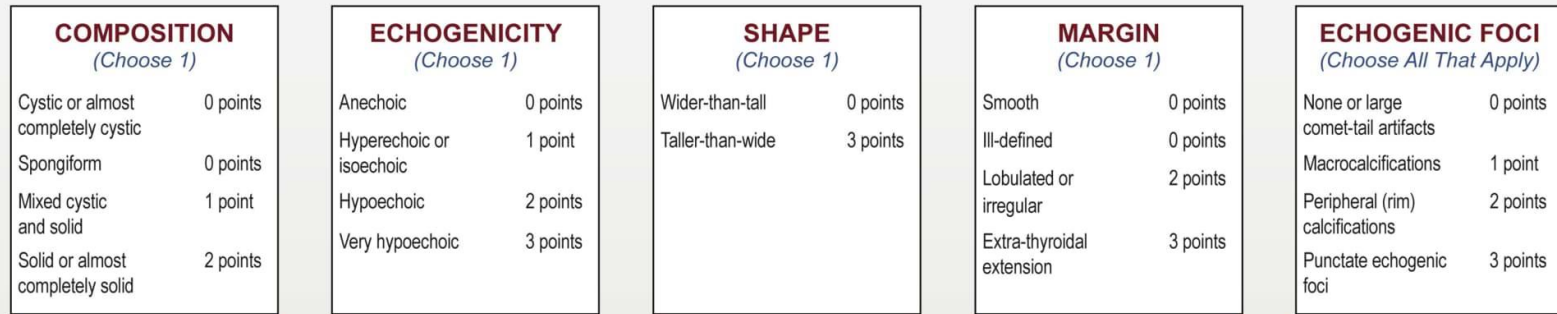 COMPOSITION
(Choose 1)
Cystic or almost 0 points
completely cystic
Spongiform 0 points
Mixed cystic 1 point
and solid
Solid or almost 2 points
completely solid
ECHOGENICITY
(Choose 1)
Anechoic 0 points
Hyperechoic or 1 point
isoechoic
Hypoechoic 2 points
Very hypoechoic 3 points
SHAPE
(Choose 1)
Wider-than-tall 0 points
Taller-than-wide 3 points
MARGIN
(Choose 1)
Smooth 0 points
Ill-defined 0 points
Lobulated or 2 points
irregular
Extra-thyroidal 3 points
extension
ECHOGENIC FOCI
(Choose All That Apply)
None or large 0 points
comet-tail artifacts
Macrocalcifications 1 point
Peripheral (rim) 2 points
calcifications
Punctate echogenic 3 points
foci